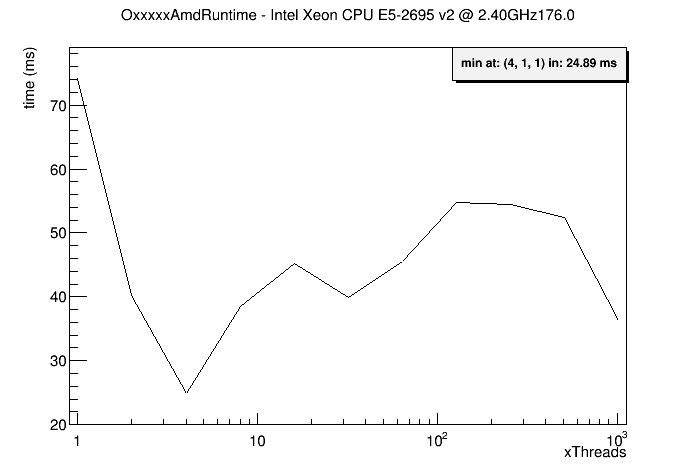 OxxxxxAmdRuntime - Intel Xeon CPU E5-2695 v2 @ 2.40GHz176.0
min at: (4, 1, 1) in: 24.89 ms
time (ms)
70
60
50
40
30
20
1 10 10² 10³
xThreads